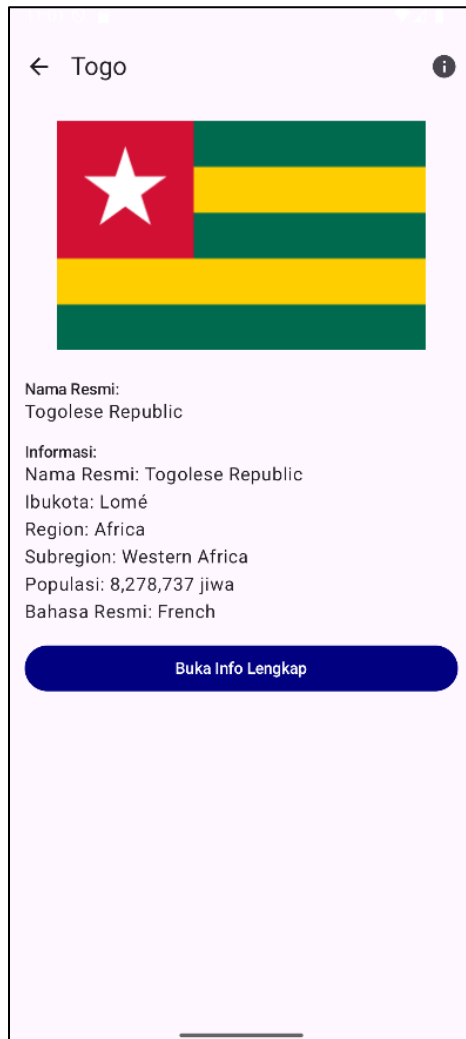 Togo
Nama Resmi:
Togolese Republic
Informasi:
Nama Resmi: Togolese Republic
Ibukota: Lomé
Region: Africa
Subregion: Western Africa
Populasi: 8,278,737 jiwa
Bahasa Resmi: French
Buka Info Lengkap